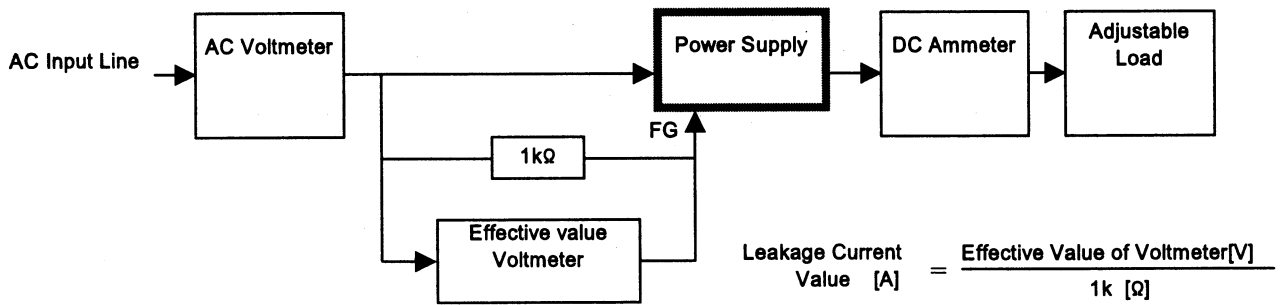 AC Input Line
AC Voltmeter
Power Supply
DC Ammeter
Adjustable
Load
FG
1kΩ
Effective value
Voltmeter
Leakage Current
Value [A]
=
Effective Value of Voltmeter[V]
1k [Ω]